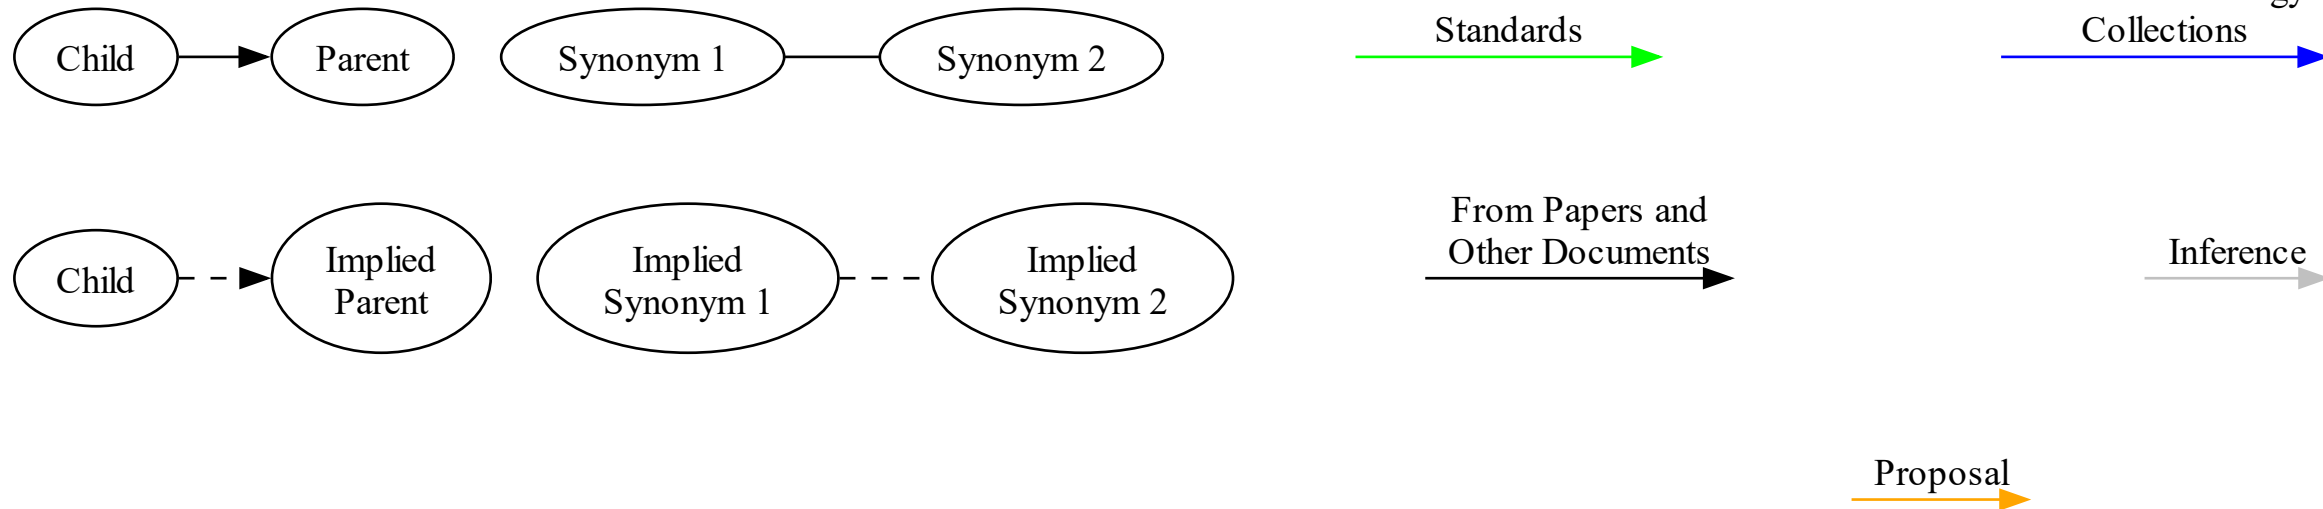 Child
Parent
Synonym 1
Synonym 2
Standards
Collections
Child
Implied
Parent
Implied
Synonym 1
Implied
Synonym 2
From Papers and
Other Documents
Inference
Proposal